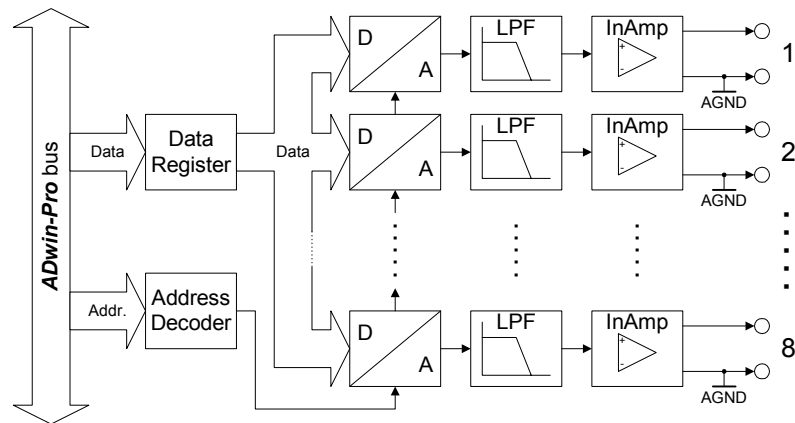 ADwin-Pro bus
Data
Data
Register
Data
Addr.
Address
Decoder
D
A
LPF
InAmp
+
-
AGND
1
D
A
LPF
InAmp
+
-
AGND
2
D
A
LPF
InAmp
+
-
AGND
8